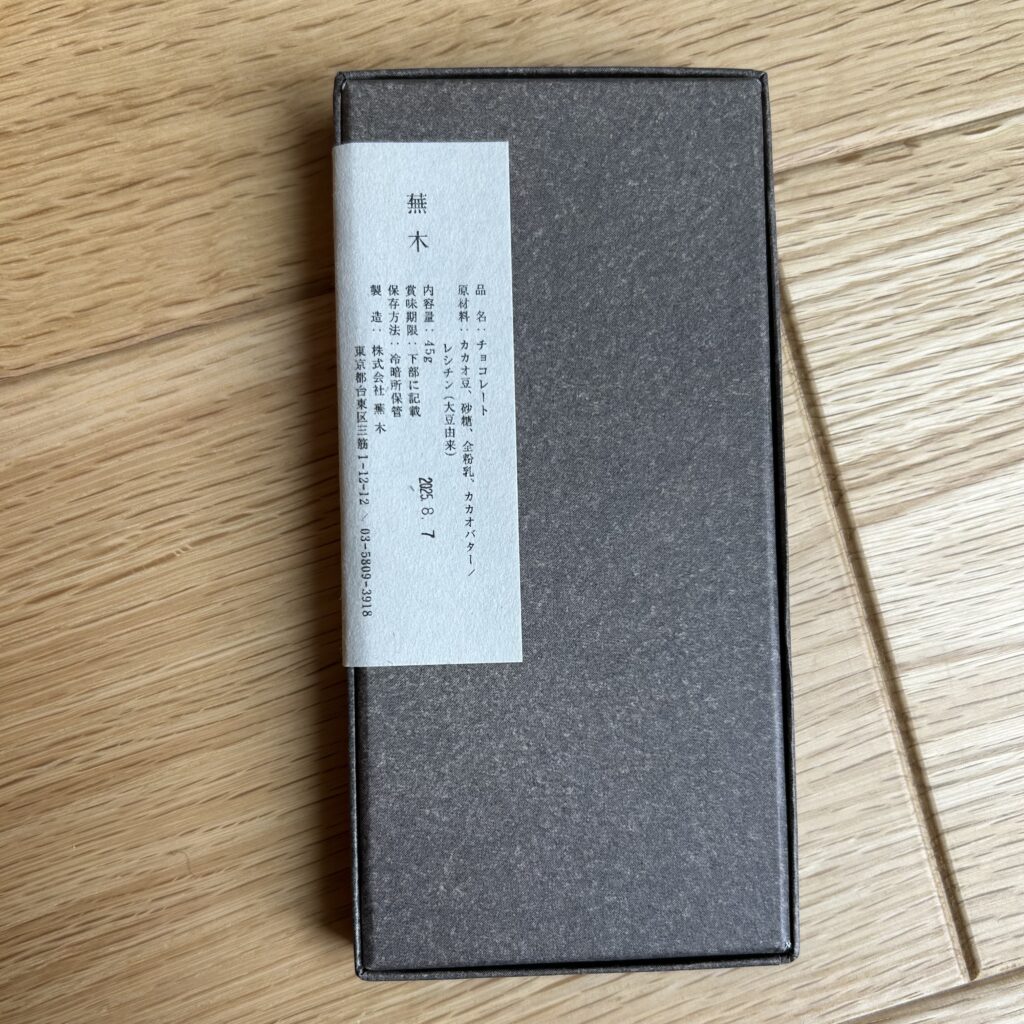 蕪木
品　名：チョコレート
原材料：カカオ豆、砂糖、全粉乳、カカオバター／
レシチン（大豆由来）
内容量：45g
賞味期限：下部に記載
保存方法：冷暗所保管
製　造：株式会社 蕪木
東京都台東区三筋1-12-12 ／ 03-5809-3918
2025.8.7